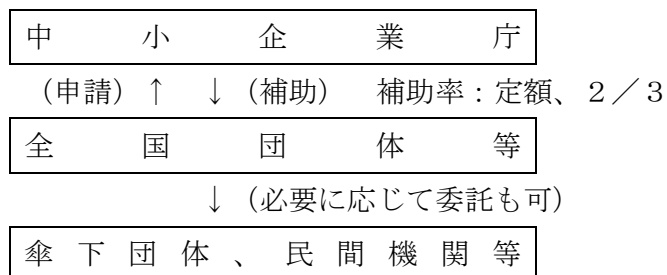 中小企業庁
（申請）↑ ↓（補助） 補助率：定額、２／３
全国団体等
↓（必要に応じて委託も可）
傘下団体、民間機関等